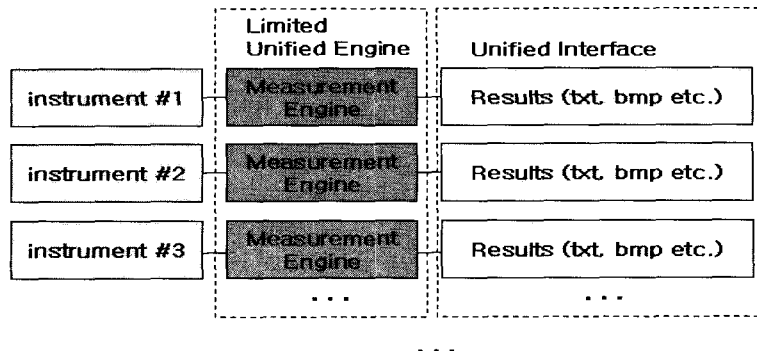 Limited
Unified Engine
Unified Interface
instrument #1
Measurement
Engine
Results (txt, bmp etc.)
instrument #2
Measurement
Engine
Results (txt, bmp etc.)
instrument #3
Measurement
Engine
Results (txt, bmp etc.)
...
...
...